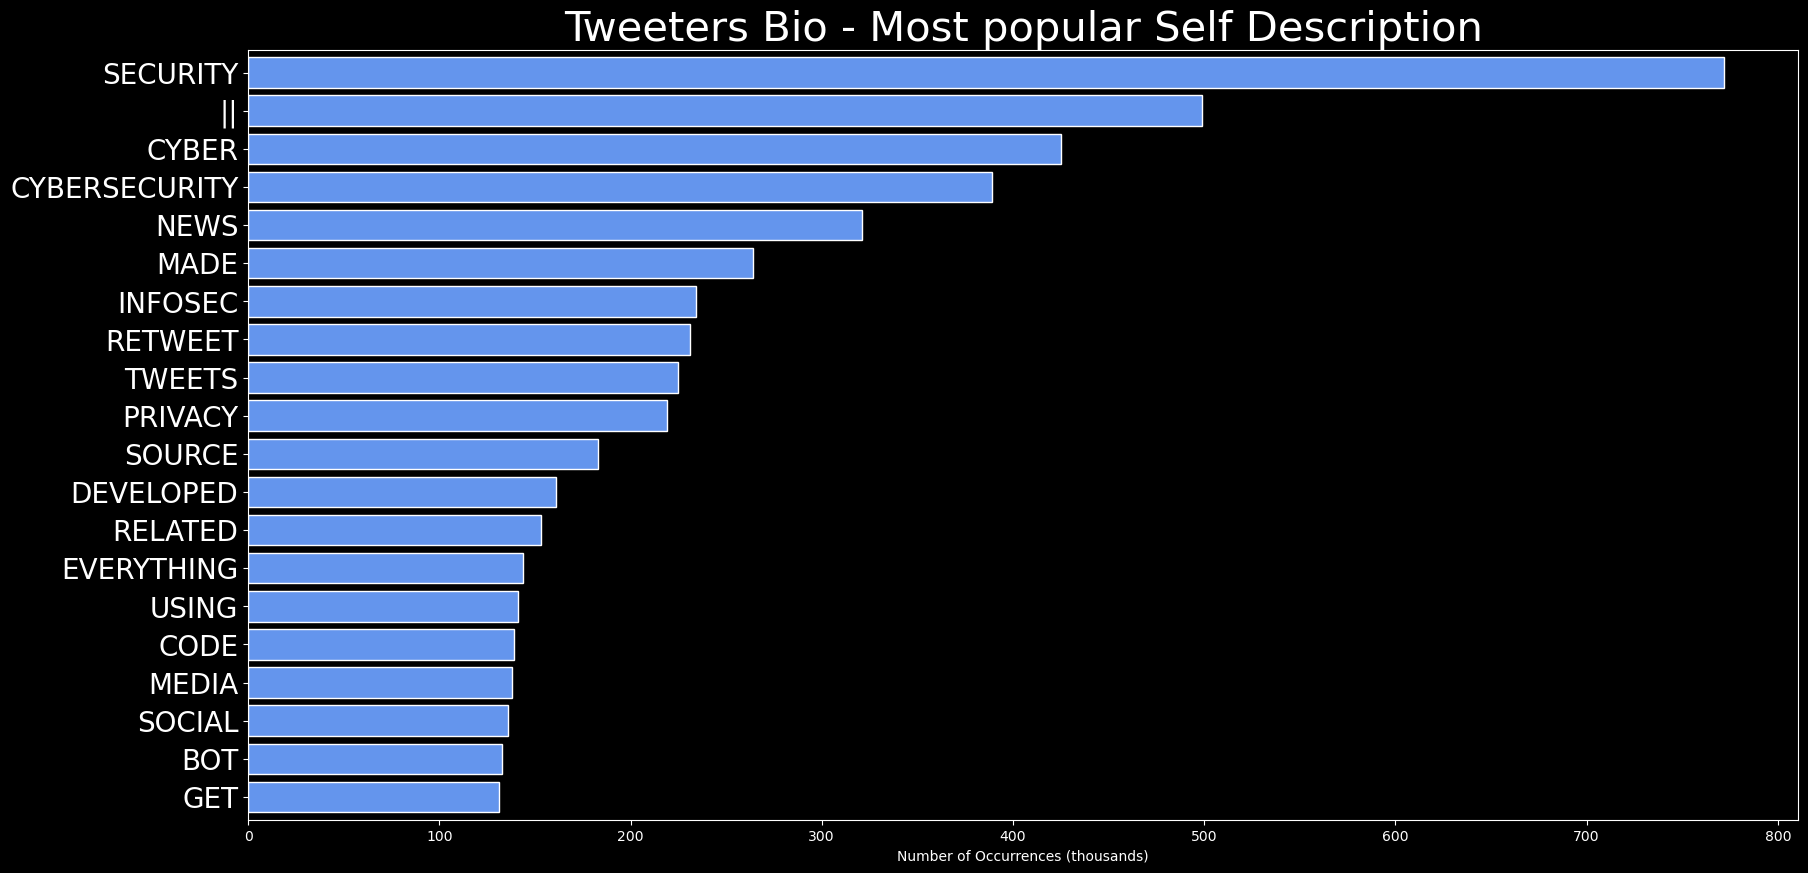 Tweeters Bio - Most popular Self Description
SECURITY
||
CYBER
CYBERSECURITY
NEWS
MADE
INFOSEC
RETWEET
TWEETS
PRIVACY
SOURCE
DEVELOPED
RELATED
EVERYTHING
USING
CODE
MEDIA
SOCIAL
BOT
GET
0 100 200 300 400 500 600 700 800
Number of Occurrences (thousands)